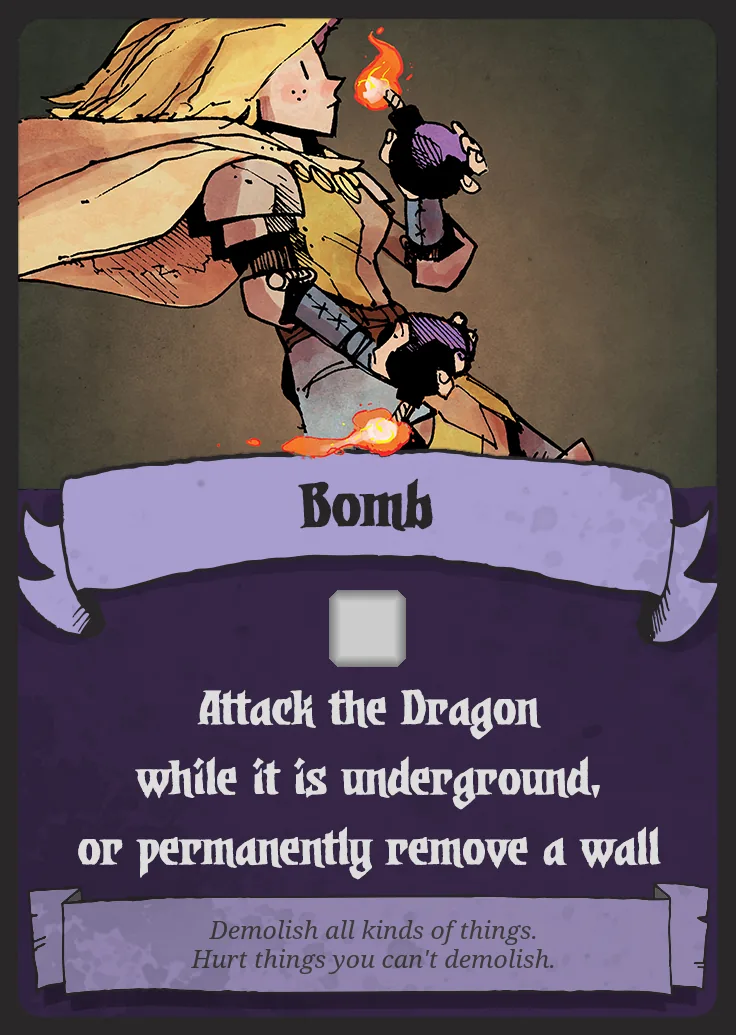 Bomb
Attack the Dragon
while it is underground,
or permanently remove a wall
Demolish all kinds of things.
Hurt things you can't demolish.